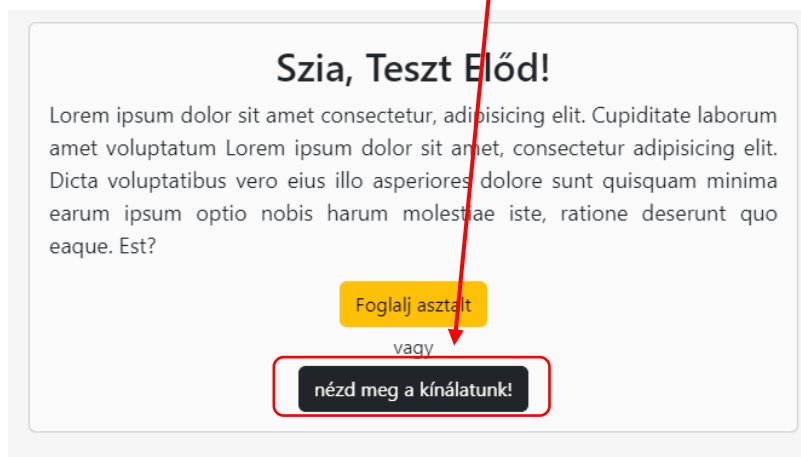 Szia, Teszt Előd!
Lorem ipsum dolor sit amet consectetur, adipisicing elit. Cupiditate laborum
amet voluptatum Lorem ipsum dolor sit amet, consectetur adipisicing elit.
Dicta voluptatibus vero eius illo asperiores dolore sunt quisquam minima
earum ipsum optio nobis harum molestiae iste, ratione deserunt quo
eaque. Est?
Foglalj asztalt
vagy
nézd meg a kínálatunk!